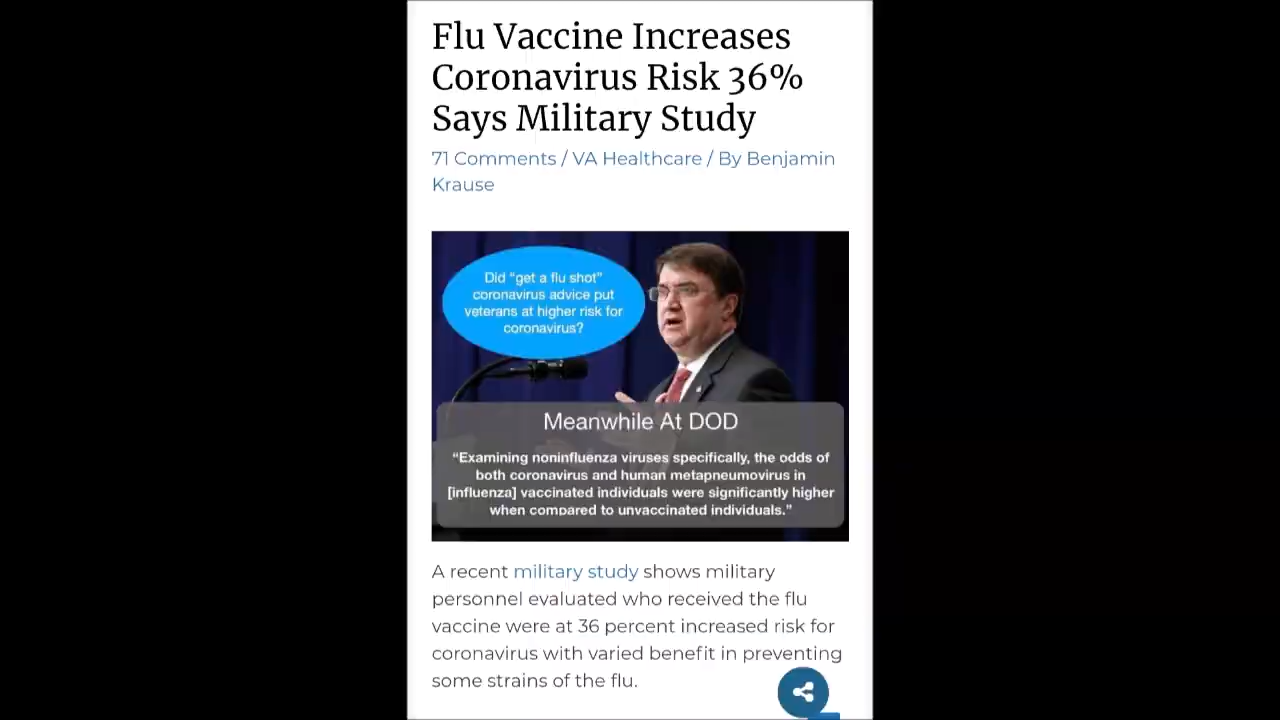 Flu Vaccine Increases
Coronavirus Risk 36%
Says Military Study
71 Comments / VA Healthcare / By Benjamin
Krause
Did "get a flu shot"
coronavirus advice put
veterans at higher risk for
coronavirus?
Meanwhile At DOD
"Examining noninfluenza viruses specifically, the odds of
both coronavirus and human metapneumovirus in
[influenza] vaccinated individuals were significantly higher
when compared to unvaccinated individuals."
A recent military study shows military
personnel evaluated who received the flu
vaccine were at 36 percent increased risk for
coronavirus with varied benefit in preventing
some strains of the flu.